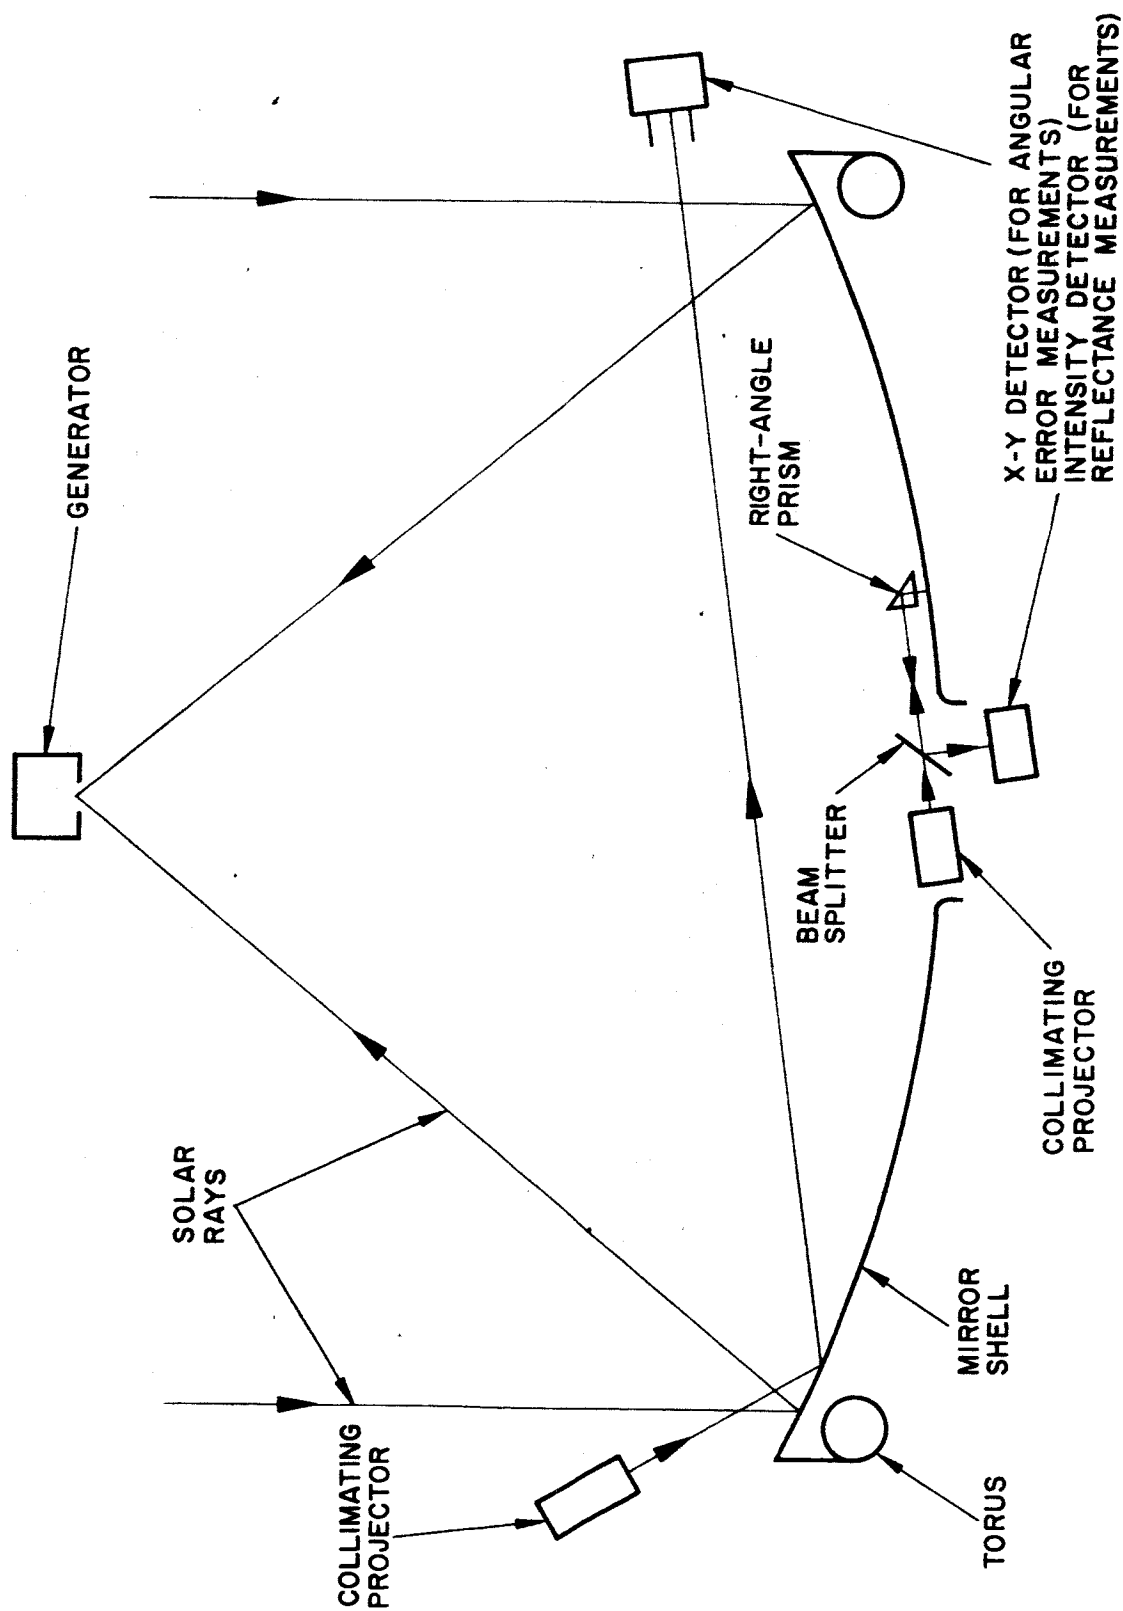 GENERATOR
SOLAR
RAYS
COLLIMATING
PROJECTOR
RIGHT-ANGLE
PRISM
BEAM
SPLITTER
X-Y DETECTOR (FOR ANGULAR
ERROR MEASUREMENTS)
INTENSITY DETECTOR (FOR
REFLECTANCE MEASUREMENTS)
COLLIMATING
PROJECTOR
MIRROR
SHELL
TORUS